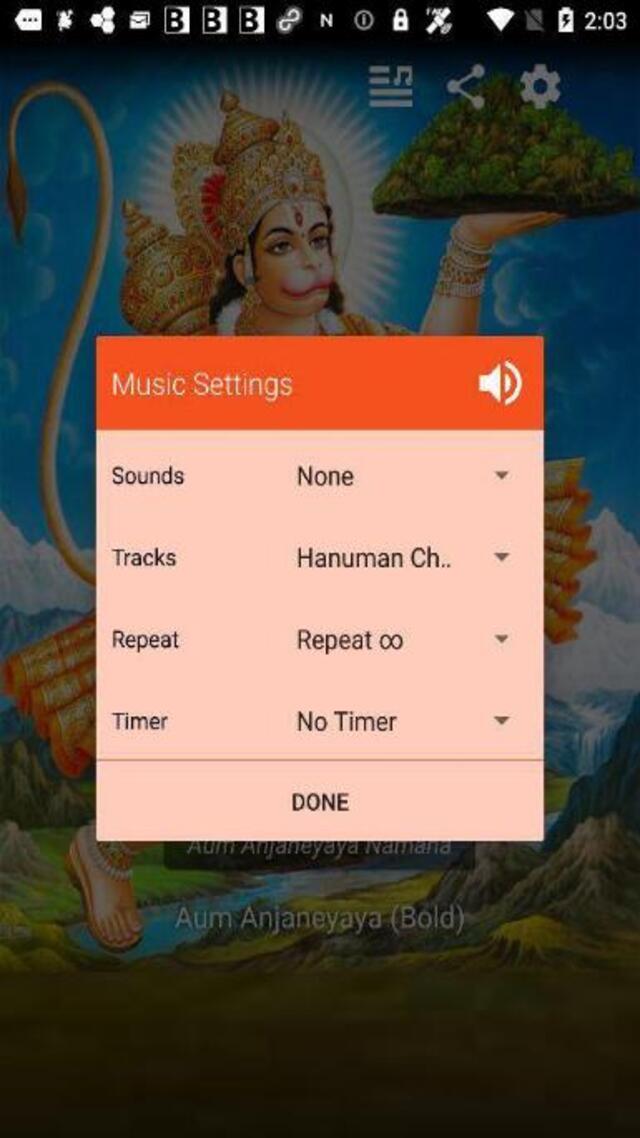 B B B N 2:03
Music Settings
Sounds None
Tracks Hanuman Ch..
Repeat Repeat ∞
Timer No Timer
DONE
Aum Anjaneyaya Namaha
Aum Anjaneyaya (Bold)